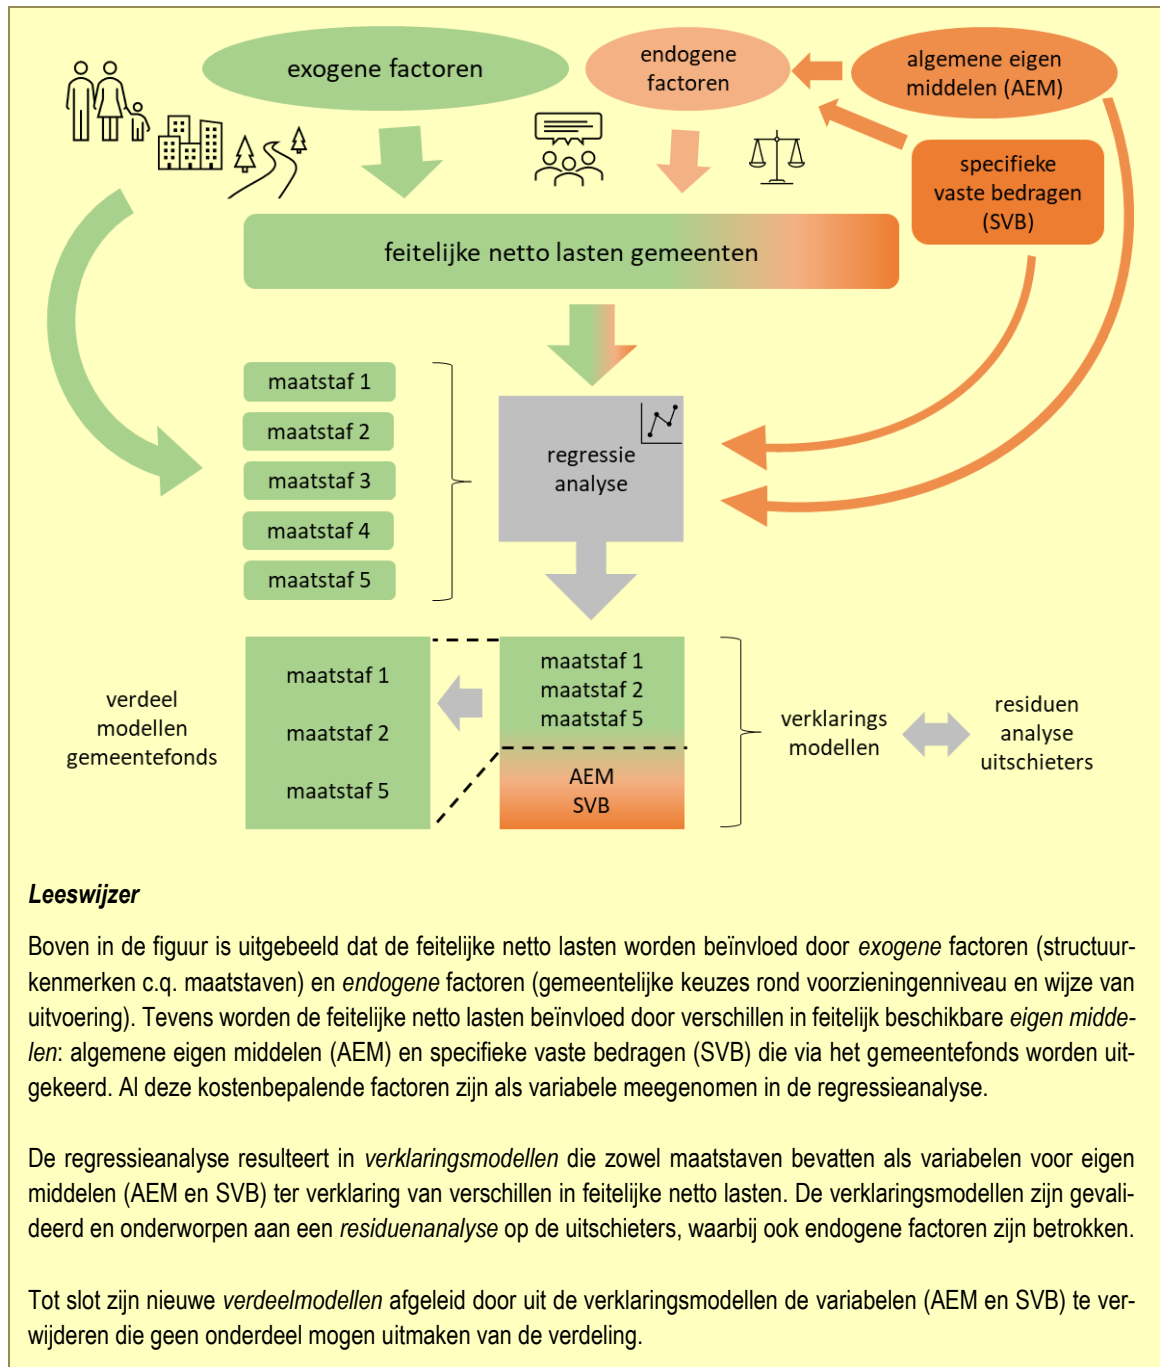 exogene factoren
endogene
factoren
algemene eigen
middelen (AEM)
specifieke
vaste bedragen
(SVB)
feitelijke netto lasten gemeenten
maatstaf 1
maatstaf 2
maatstaf 3
maatstaf 4
maatstaf 5
regressie
analyse
verdeel
modellen
gemeentefonds
maatstaf 1
maatstaf 2
maatstaf 5
maatstaf 1
maatstaf 2
maatstaf 5
AEM
SVB
verklarings
modellen
residuen
analyse
uitschieters
Leeswijzer
Boven in de figuur is uitgebeeld dat de feitelijke netto lasten worden beïnvloed door exogene factoren (structuur-
kenmerken c.q. maatstaven) en endogene factoren (gemeentelijke keuzes rond voorzieningenniveau en wijze van
uitvoering). Tevens worden de feitelijke netto lasten beïnvloed door verschillen in feitelijk beschikbare eigen midde-
len: algemene eigen middelen (AEM) en specifieke vaste bedragen (SVB) die via het gemeentefonds worden uit-
gekeerd. Al deze kostenbepalende factoren zijn als variabele meegenomen in de regressieanalyse.
De regressieanalyse resulteert in verklaringsmodellen die zowel maatstaven bevatten als variabelen voor eigen
middelen (AEM en SVB) ter verklaring van verschillen in feitelijke netto lasten. De verklaringsmodellen zijn gevali-
deerd en onderworpen aan een residuenanalyse op de uitschieters, waarbij ook endogene factoren zijn betrokken.
Tot slot zijn nieuwe verdeelmodellen afgeleid door uit de verklaringsmodellen de variabelen (AEM en SVB) te ver-
wijderen die geen onderdeel mogen uitmaken van de verdeling.